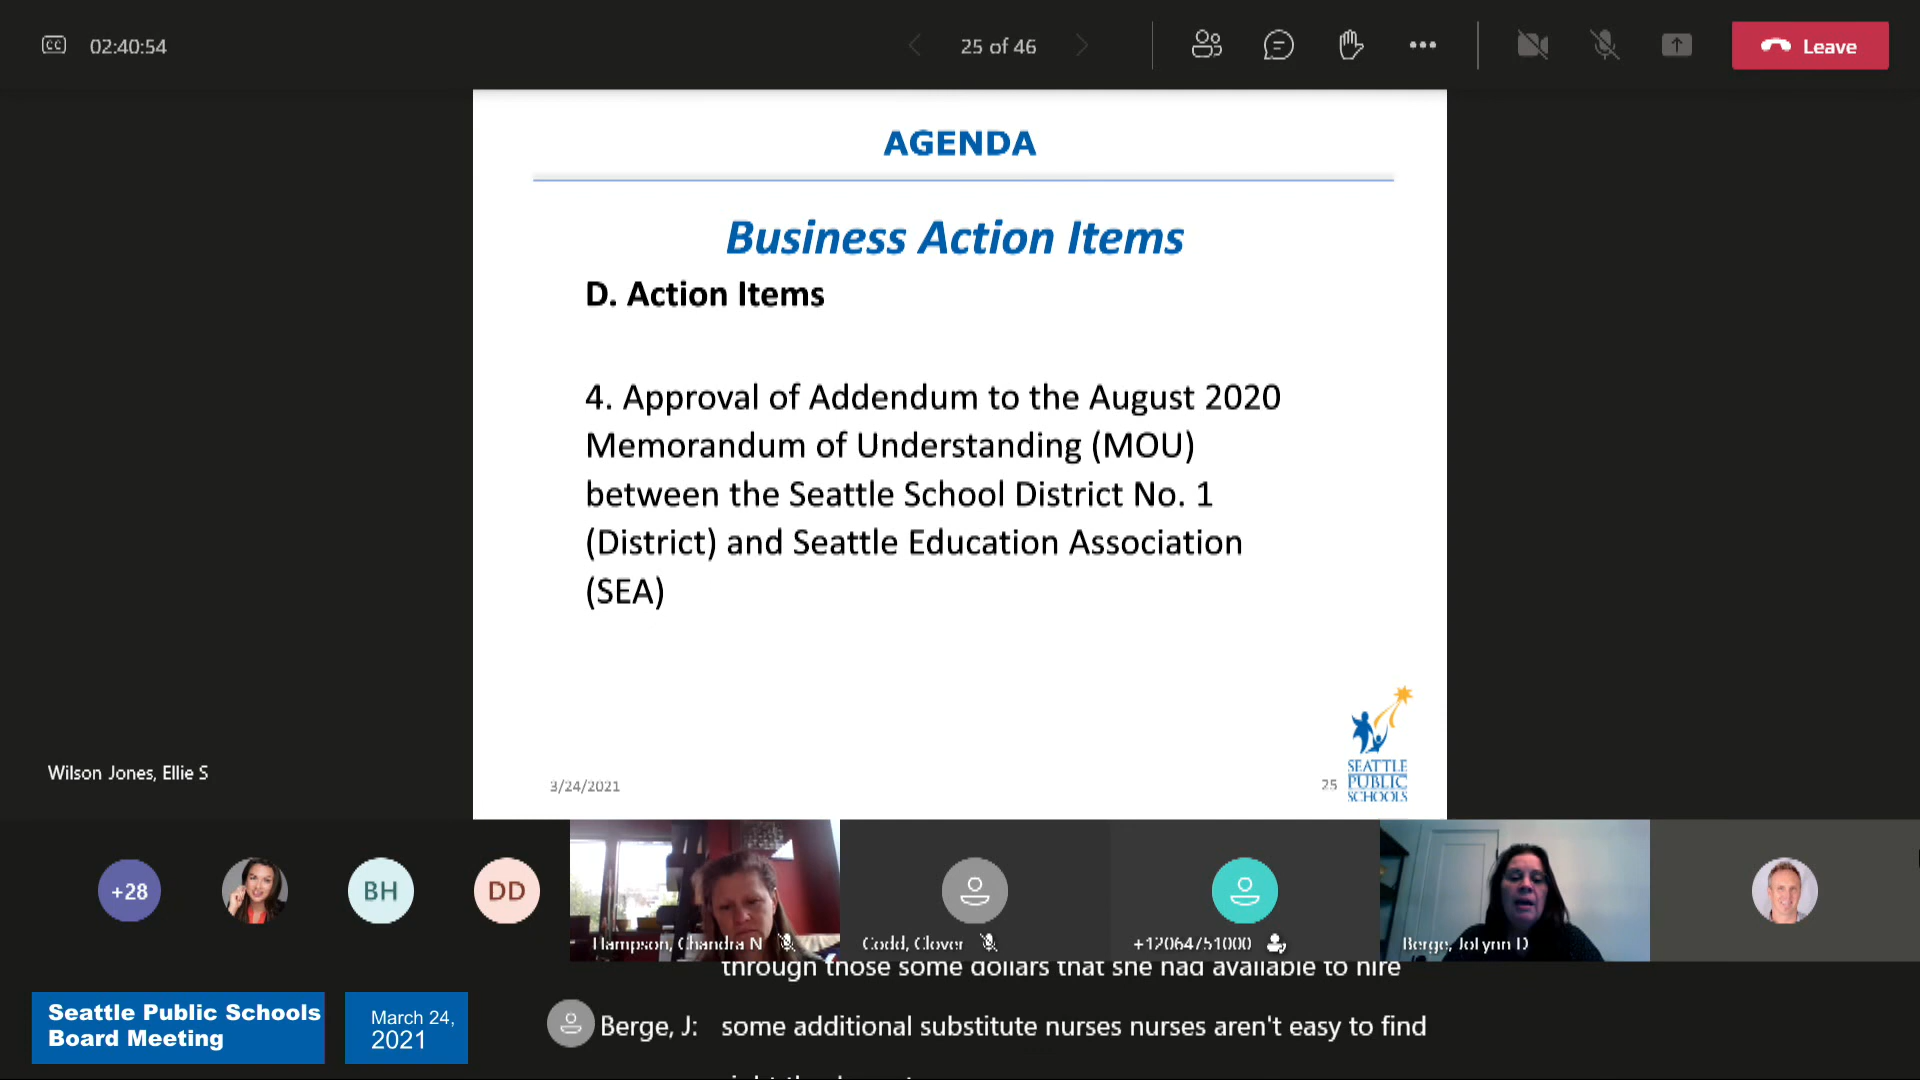 CC 02:40:54
25 of 46
Leave
AGENDA
Business Action Items
D. Action Items
4. Approval of Addendum to the August 2020
Memorandum of Understanding (MOU)
between the Seattle School District No. 1
(District) and Seattle Education Association
(SEA)
3/24/2021
25
SEATTLE
PUBLIC
SCHOOLS
Wilson Jones, Ellie S
+28
BH
DD
Hampson, Chandra N
Codd, Clover
+12064751000
Berge, JoLynn D
through those some dollars that she had available to hire
Berge, J: some additional substitute nurses nurses aren't easy to find
Seattle Public Schools
Board Meeting
March 24,
2021